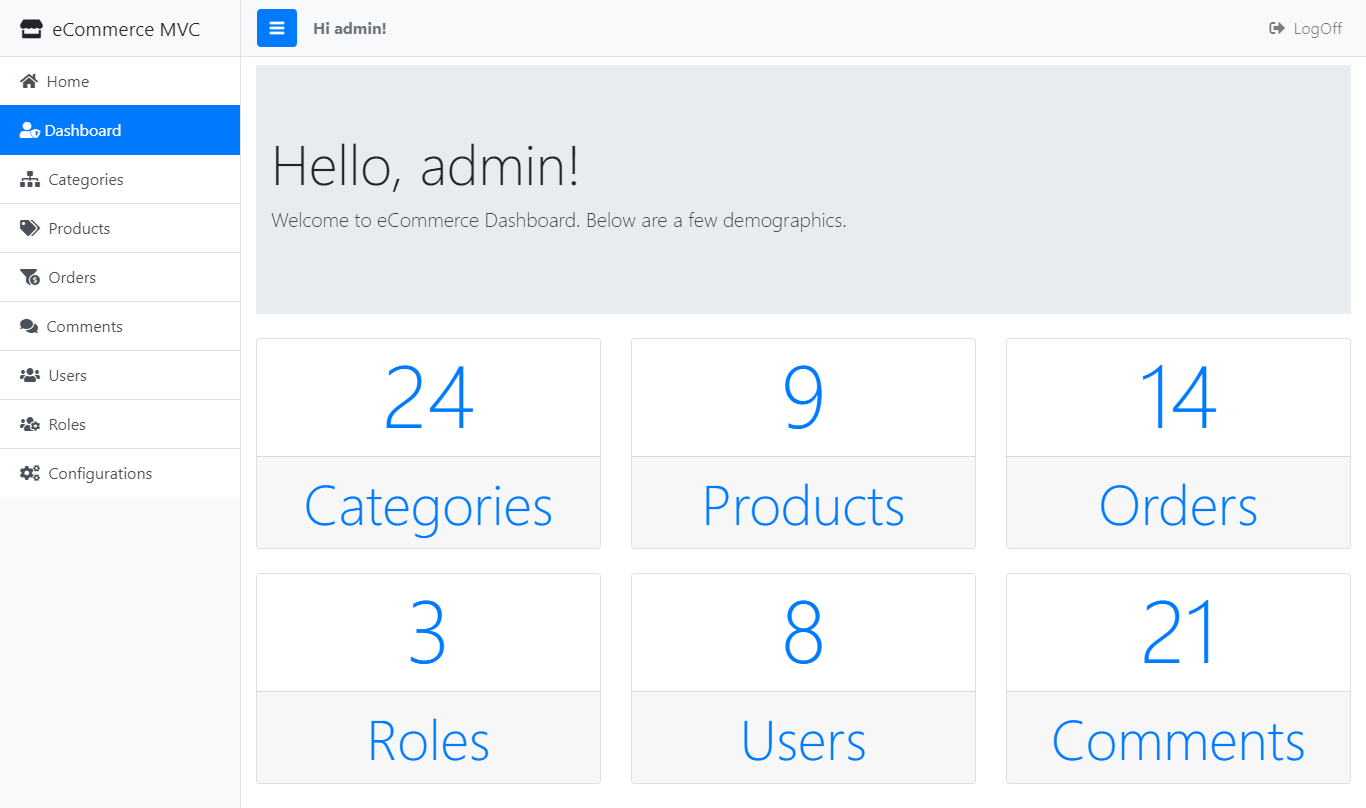 eCommerce MVC
Hi admin!
LogOff
Home
Dashboard
Categories
Products
Orders
Comments
Users
Roles
Configurations
Hello, admin!
Welcome to eCommerce Dashboard. Below are a few demographics.
24
Categories
9
Products
14
Orders
3
Roles
8
Users
21
Comments